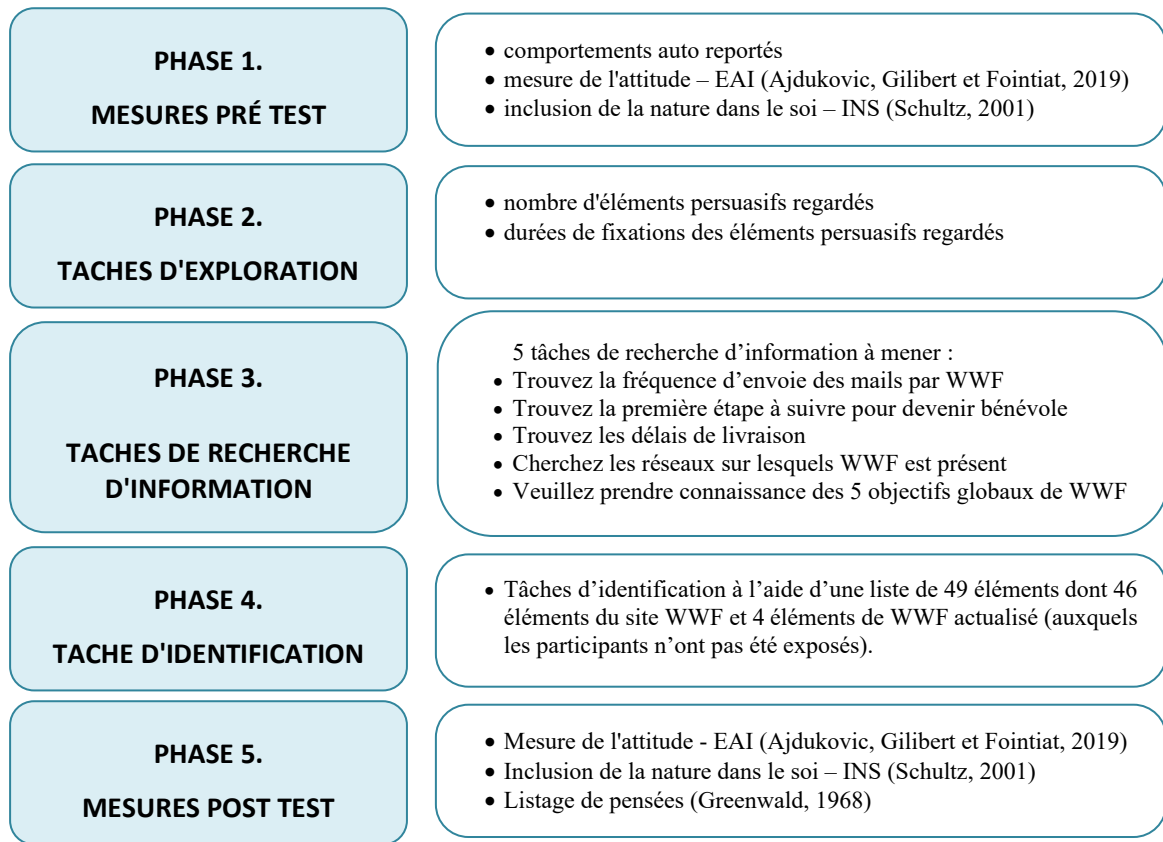 PHASE 1.
MESURES PRÉ TEST
• comportements auto reportés
• mesure de l'attitude – EAI (Ajdukovic, Gilibert et Fointiat, 2019)
• inclusion de la nature dans le soi – INS (Schultz, 2001)
PHASE 2.
TACHES D'EXPLORATION
• nombre d'éléments persuasifs regardés
• durées de fixations des éléments persuasifs regardés
PHASE 3.
TACHES DE RECHERCHE
D'INFORMATION
5 tâches de recherche d’information à mener :
• Trouvez la fréquence d’envoie des mails par WWF
• Trouvez la première étape à suivre pour devenir bénévole
• Trouvez les délais de livraison
• Cherchez les réseaux sur lesquels WWF est présent
• Veuillez prendre connaissance des 5 objectifs globaux de WWF
PHASE 4.
TACHE D'IDENTIFICATION
• Tâches d’identification à l’aide d’une liste de 49 éléments dont 46
éléments du site WWF et 4 éléments de WWF actualisé (auxquels
les participants n’ont pas été exposés).
PHASE 5.
MESURES POST TEST
• Mesure de l'attitude - EAI (Ajdukovic, Gilibert et Fointiat, 2019)
• Inclusion de la nature dans le soi – INS (Schultz, 2001)
• Listage de pensées (Greenwald, 1968)